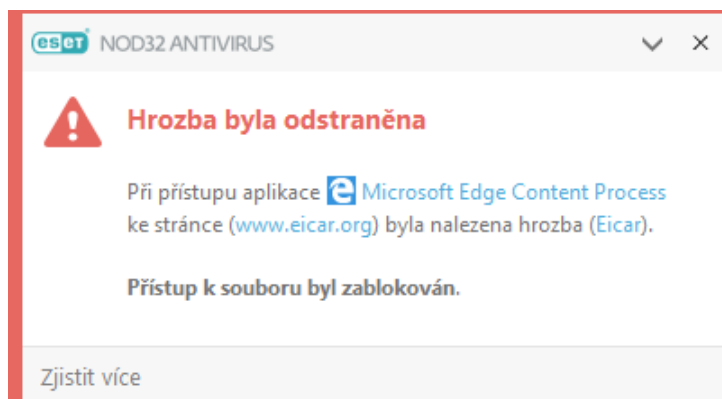 eset NOD32 ANTIVIRUS
Hrozba byla odstraněna
Při přístupu aplikace Microsoft Edge Content Process
ke stránce (www.eicar.org) byla nalezena hrozba (Eicar).
Přístup k souboru byl zablokován.
Zjistit více